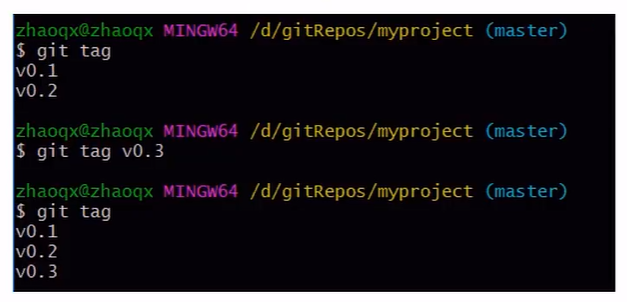 zhaoqx@zhaoqx MINGW64 /d/gitRepos/myproject (master)
$ git tag
v0.1
v0.2
zhaoqx@zhaoqx MINGW64 /d/gitRepos/myproject (master)
$ git tag v0.3
zhaoqx@zhaoqx MINGW64 /d/gitRepos/myproject (master)
$ git tag
v0.1
v0.2
v0.3